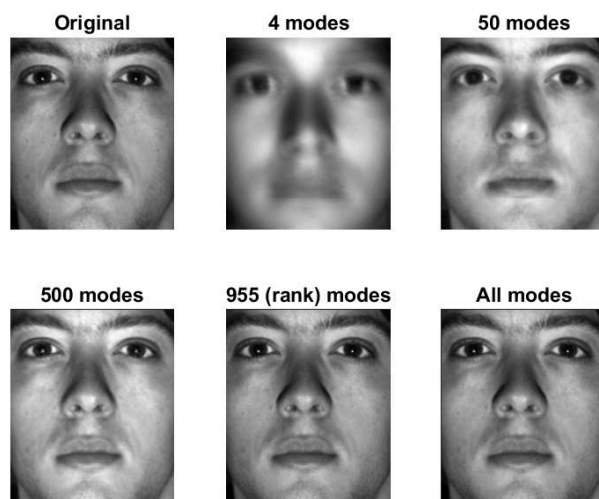 Original
4 modes
50 modes
500 modes
955 (rank) modes
All modes